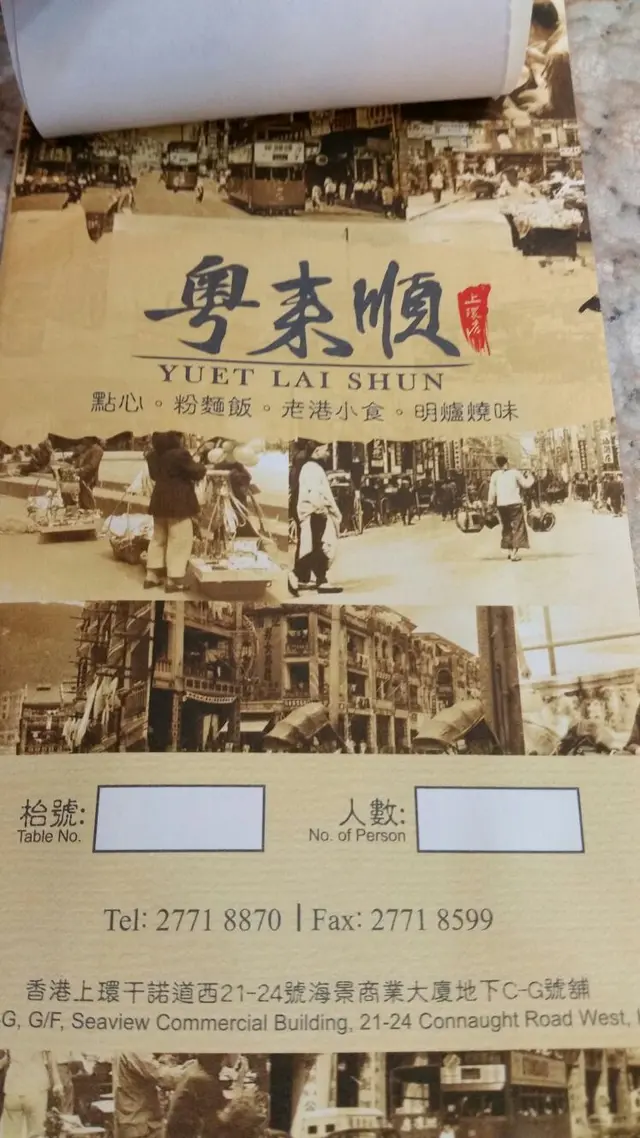 粵來順
上環店
YUET LAI SHUN
點心。粉麵飯。老港小食。明爐燒味
枱號:
Table No.
人數:
No. of Person
Tel: 2771 8870 | Fax: 2771 8599
香港上環干諾道西21-24號海景商業大廈地下C-G號舖
G, G/F, Seaview Commercial Building, 21-24 Connaught Road West,